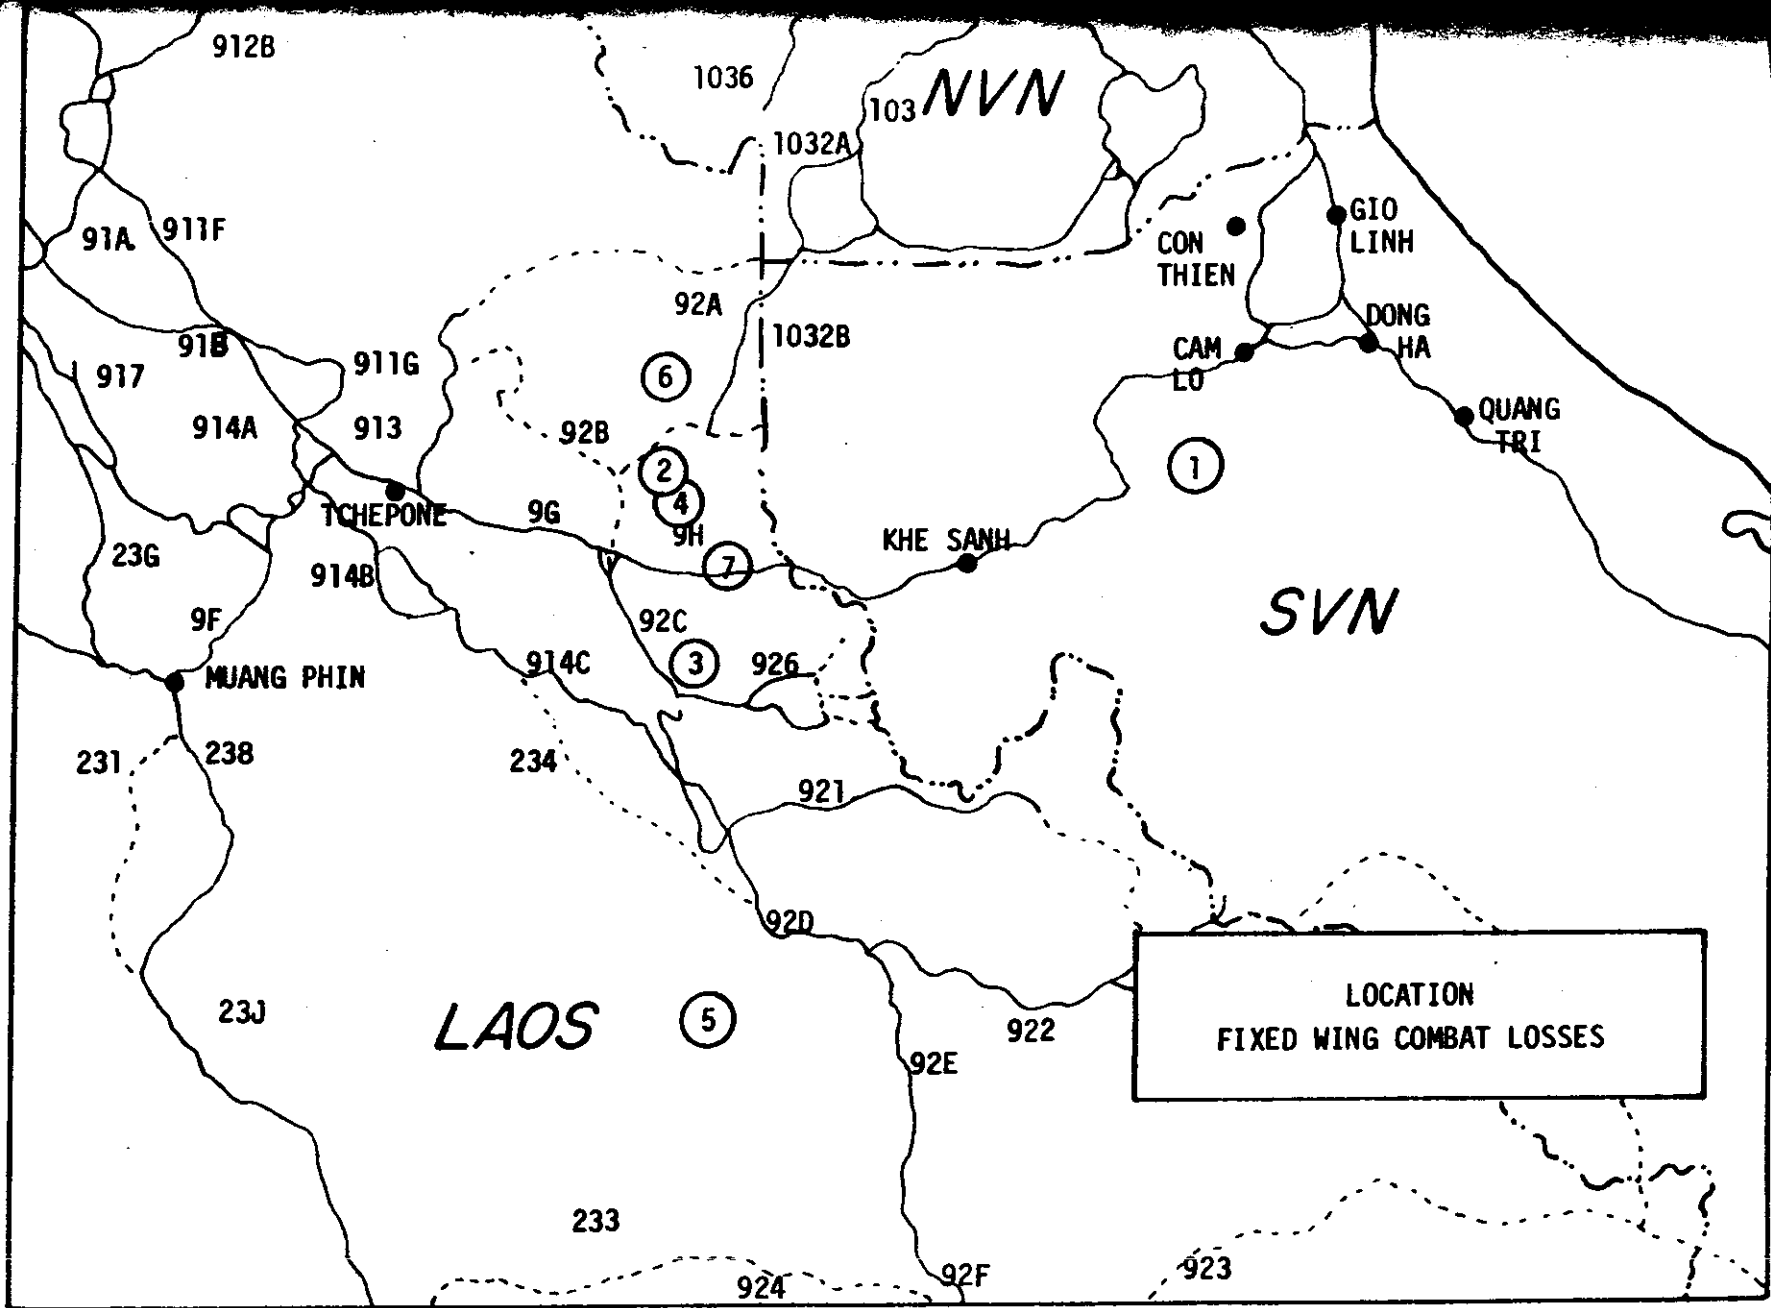 912B
1036
NVN
103
1032A
91A
911F
GIO
LINH
CON
THIEN
92A
1032B
DONG
HA
91B
911G
CAM
LO
917
6
914A
913
92B
QUANG
TRI
2
1
4
TCHEPONE
9G
9H
KHE SANH
7
23G
914B
9F
92C
SVN
3
914C
926
MUANG PHIN
231
238
234
921
92D
LOCATION
FIXED WING COMBAT LOSSES
23J
LAOS
5
922
92E
233
924
92F
923